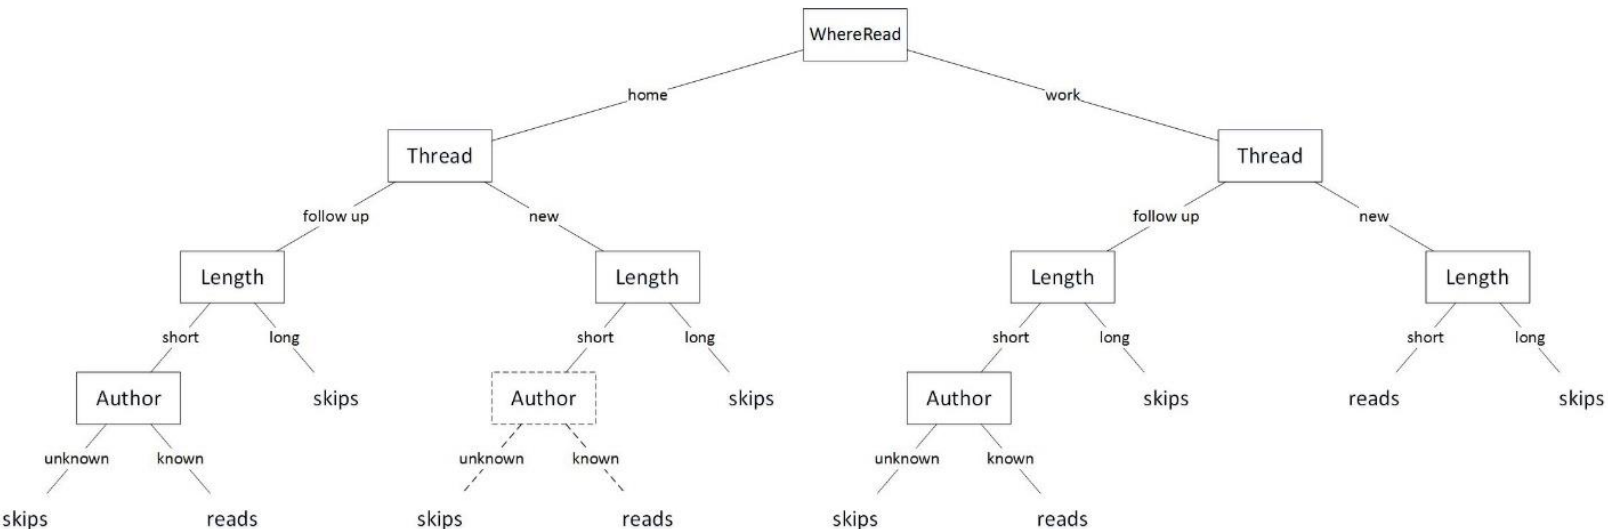 WhereRead
home work
Thread Thread
follow up new follow up new
Length Length Length Length
short long short long short long short long
Author skips Author skips Author skips reads skips
unknown known unknown known unknown known
skips reads skips reads skips reads